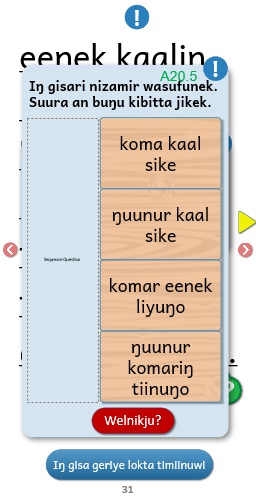 eenek kaalin
A20.5
Iŋ gisari nizamir wasufunek.
Suura an buŋu kibitta jikek.
Sequence Question
koma kaal
sike
ŋuunur kaal
sike
komar eenek
liyuŋo
ŋuunur
komariŋ
tiinuŋo
Welnikju?
Iŋ gisa geriye lokta timilinuwi
31